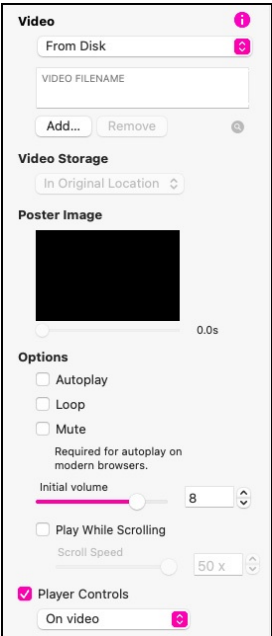 Video
From Disk
VIDEO FILENAME
Add... Remove
Video Storage
In Original Location
Poster Image
0.0s
Options
Autoplay
Loop
Mute
Required for autoplay on
modern browsers.
Initial volume
8
Play While Scrolling
Scroll Speed
50 x
Player Controls
On video